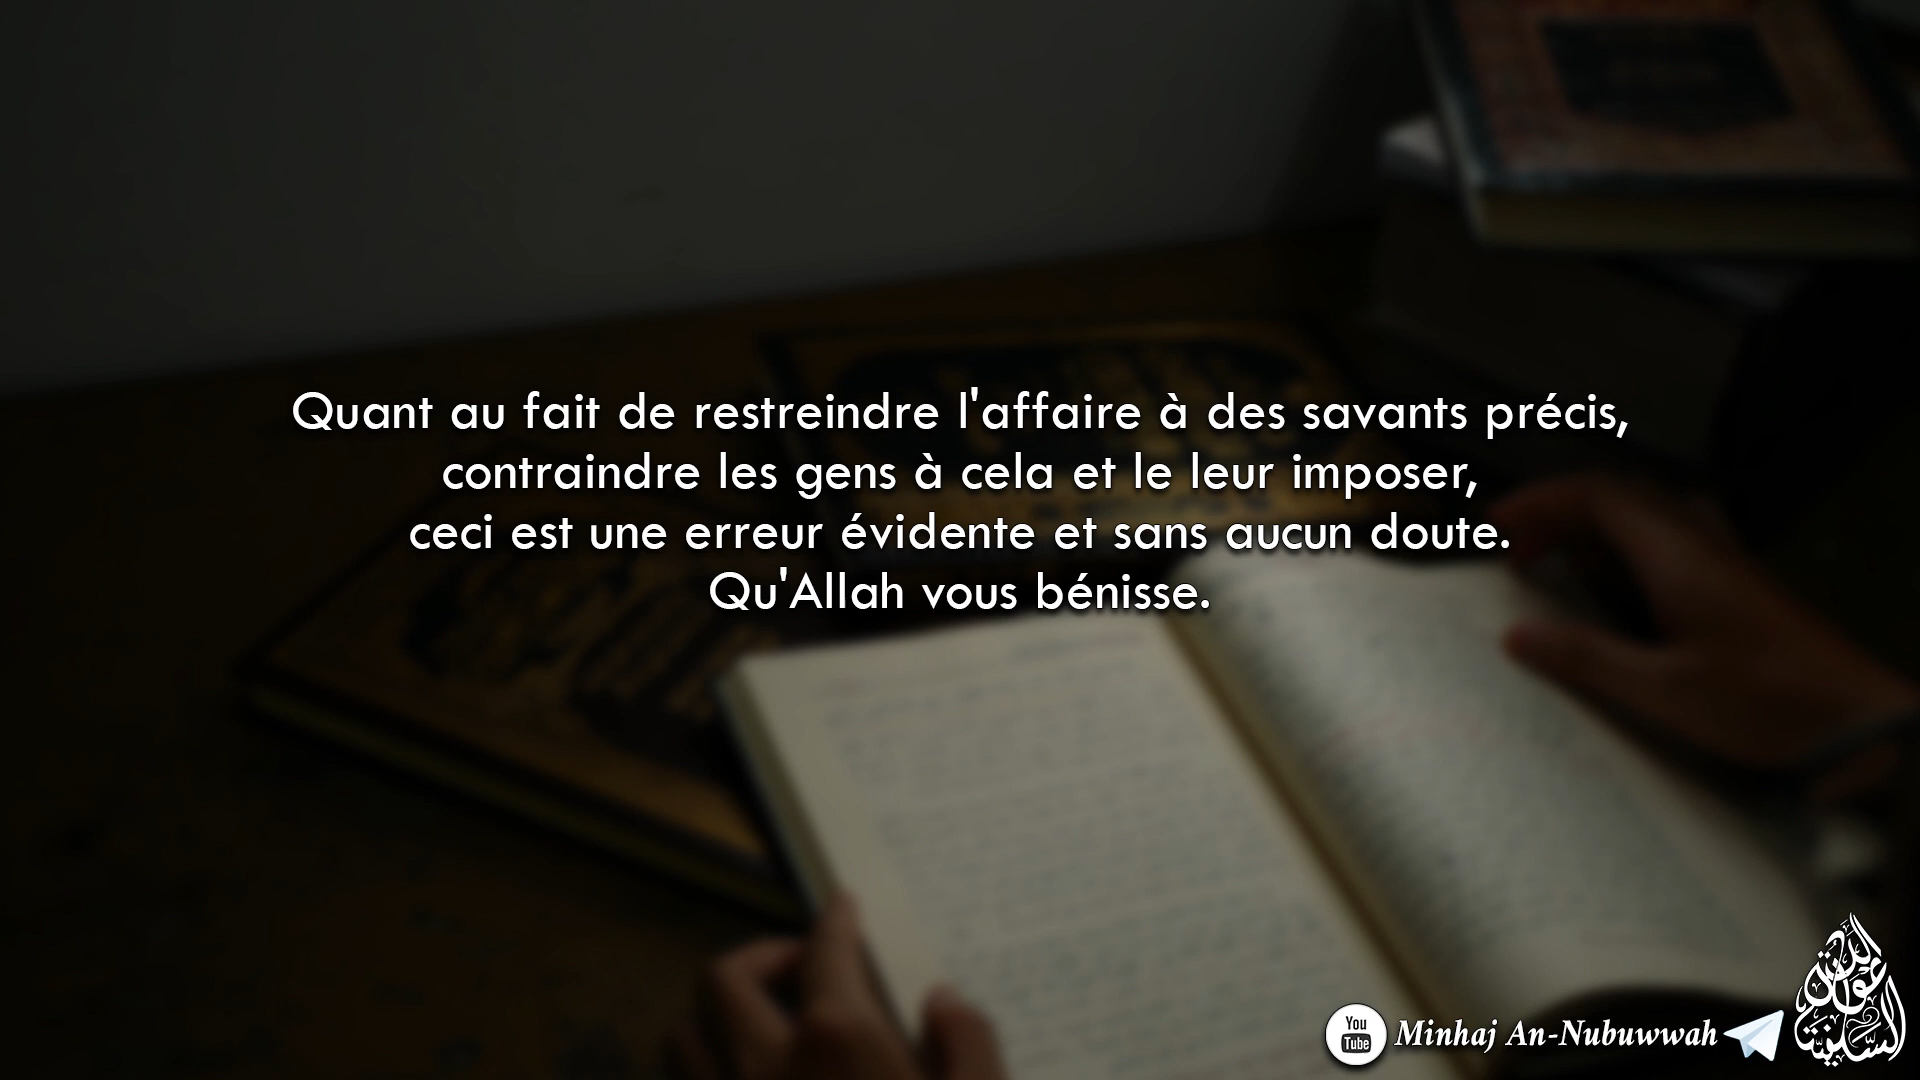 Quant au fait de restreindre l'affaire à des savants précis,
contraindre les gens à cela et le leur imposer,
ceci est une erreur évidente et sans aucun doute.
Qu'Allah vous bénisse.
You
Tube
Minhaj An-Nubuwwah